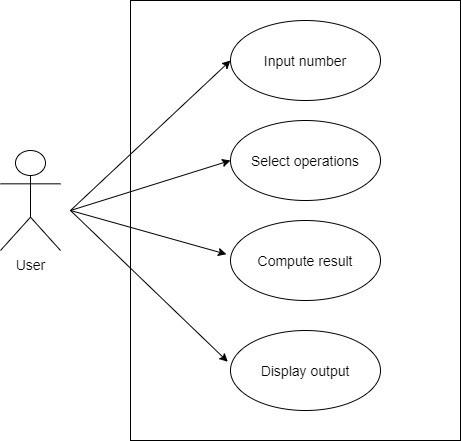 Input number
Select operations
User
Compute result
Display output